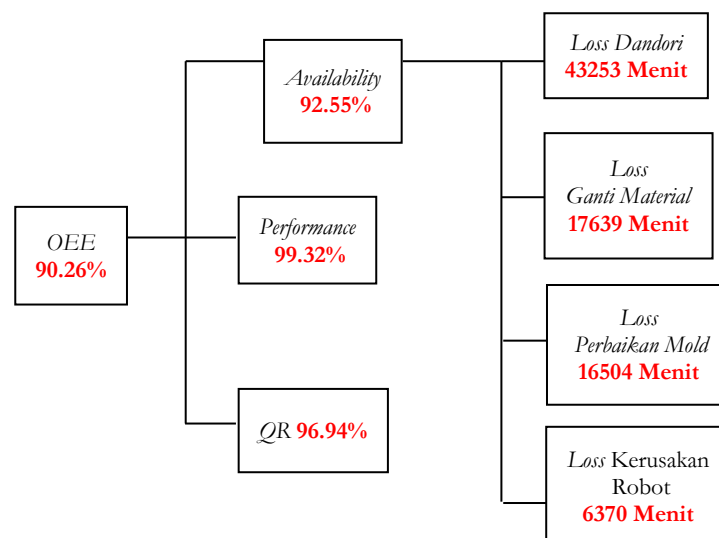 OEE
90.26%
Availability
92.55%
Performance
99.32%
QR 96.94%
Loss Dandori
43253 Menit
Loss
Ganti Material
17639 Menit
Loss
Perbaikan Mold
16504 Menit
Loss Kerusakan
Robot
6370 Menit